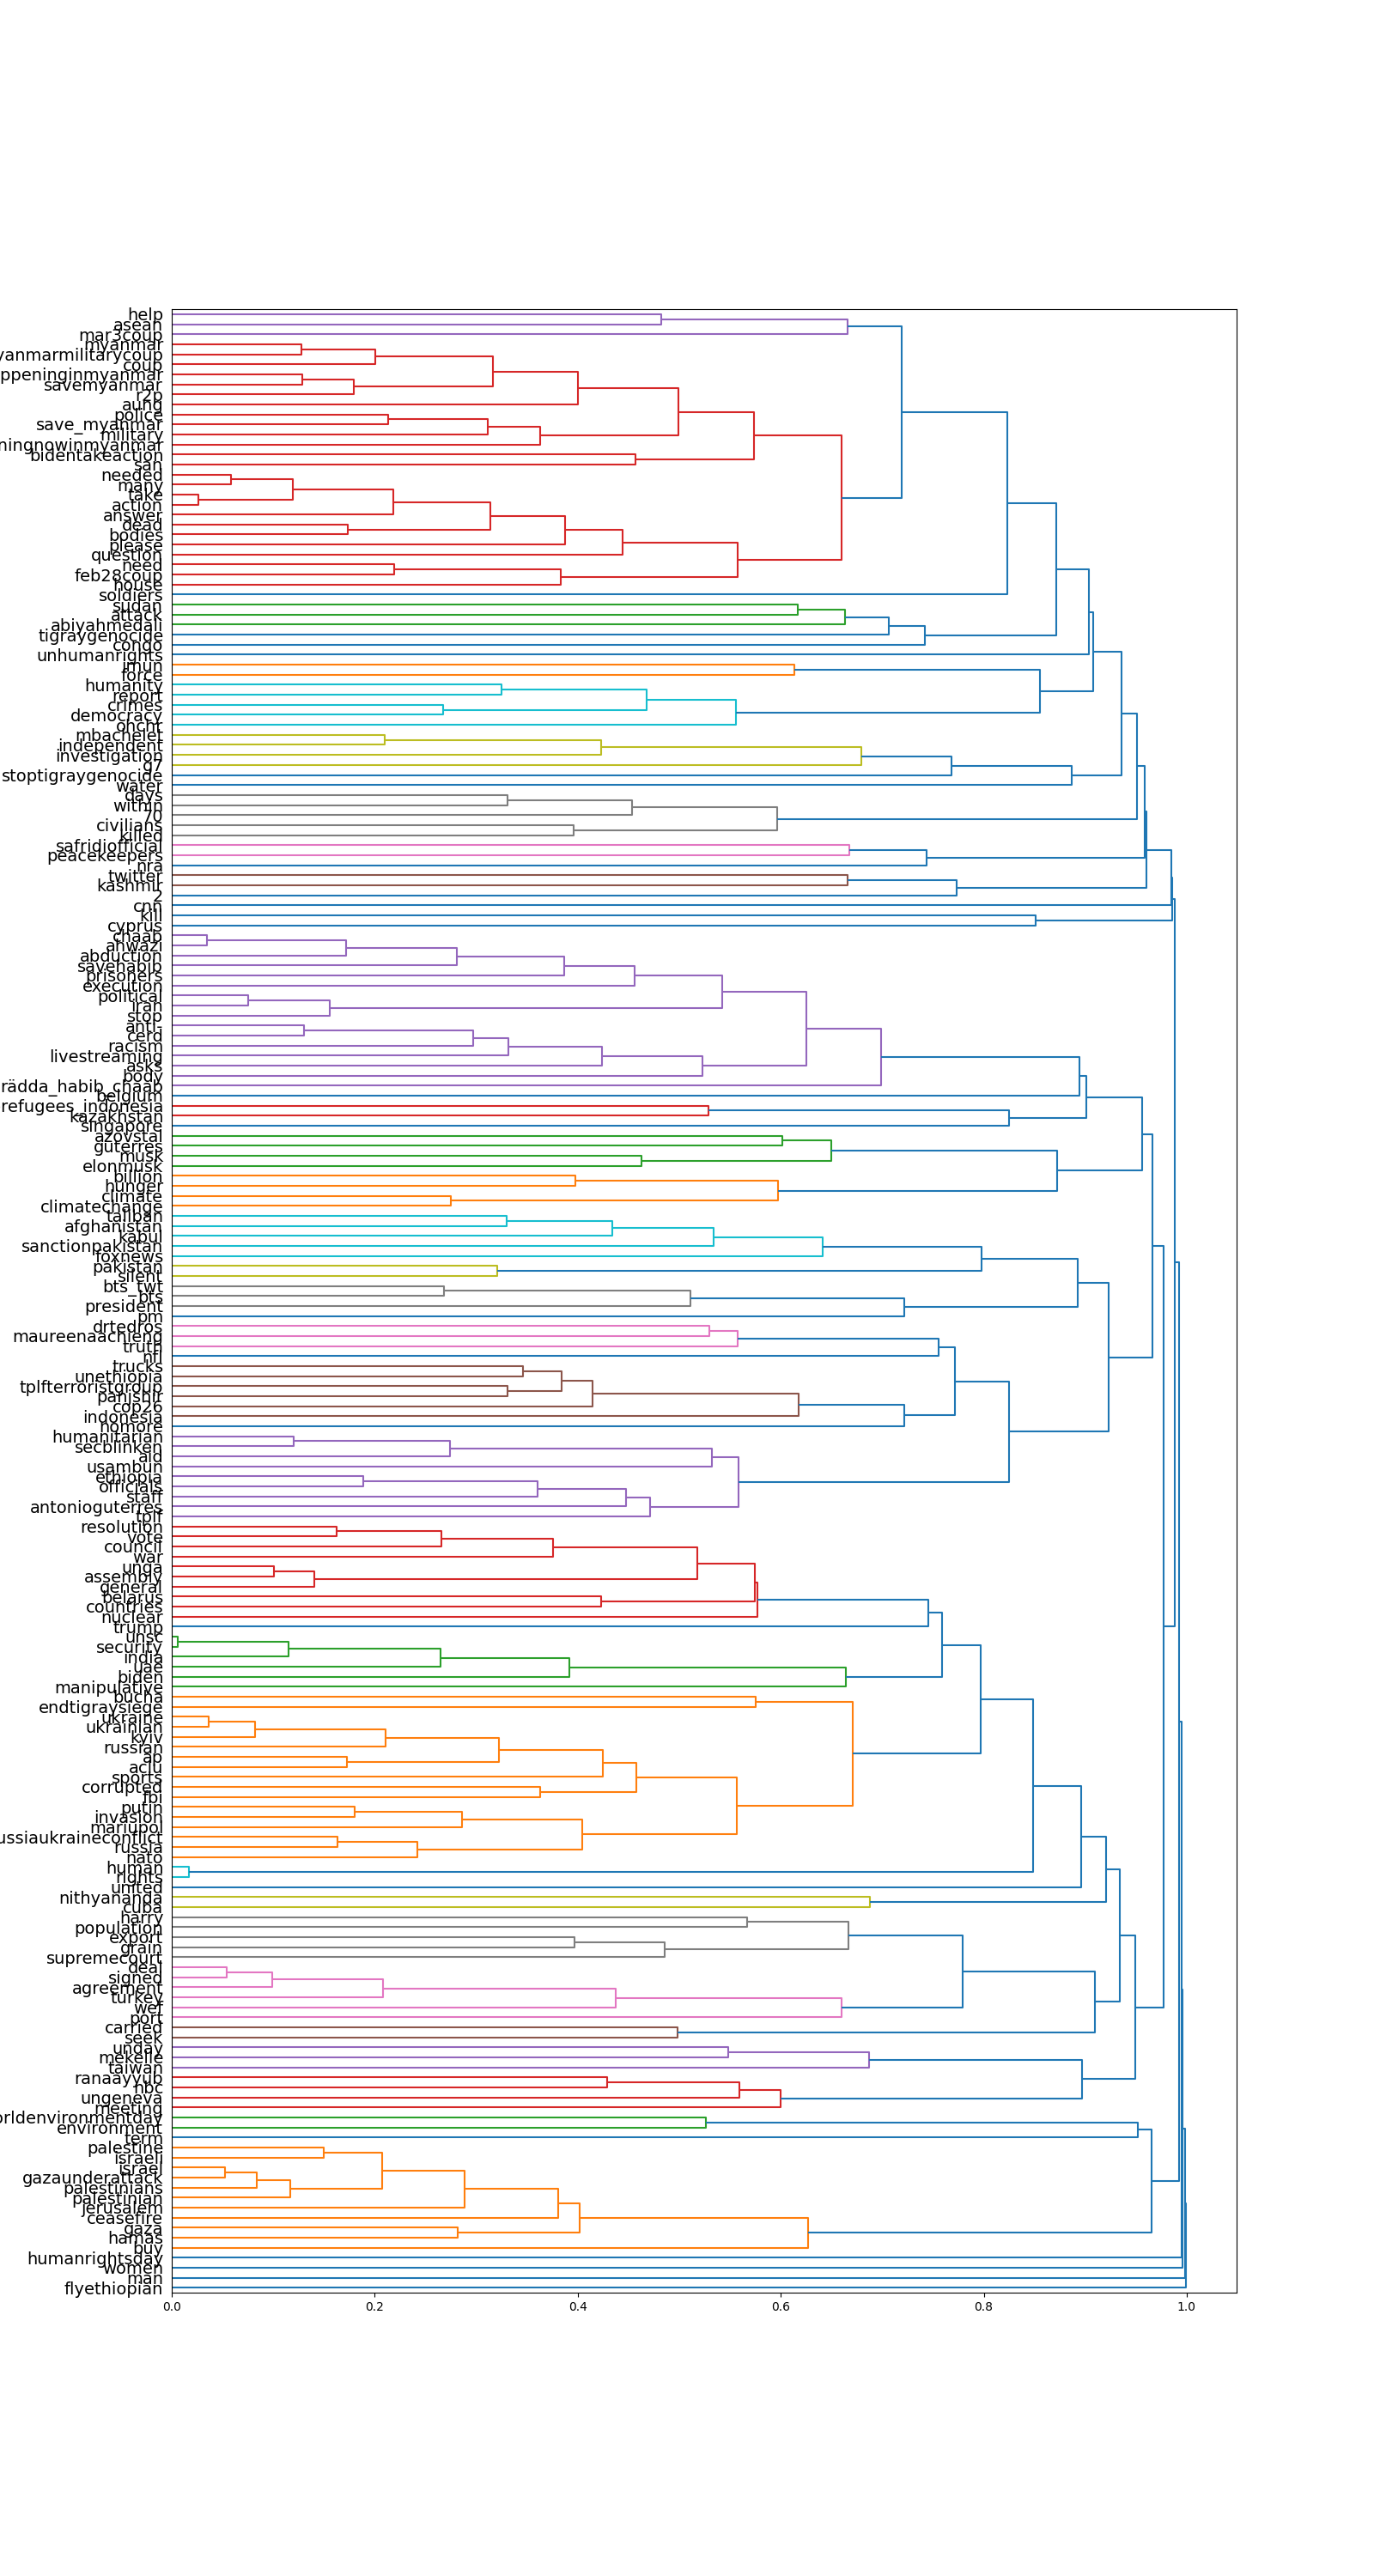 help
asean
mar3coup
myanmar
yanmarmilitarycoup
coup
ppeninginmyanmar
savemyanmar
r2p
aung
police
save_myanmar
military
ningnowinmyanmar
bidentakeaction
san
needed
many
take
action
answer
dead
bodies
please
question
need
feb28coup
house
soldiers
sudan
attack
abiyahmedali
tigraygenocide
congo
unhumanrights
imun
force
humanity
report
crimes
democracy
ohchr
mbachelet
independent
investigation
g7
stoptigraygenocide
water
days
within
70
civilians
killed
safridiofficial
peacekeepers
nra
twitter
kashmir
2
cnn
kill
cyprus
chaab
ahwazi
abduction
savehabib
prisoners
execution
political
iran
stop
anti-
cerd
racism
livestreaming
asks
body
rädda_habib_chaab
belgium
refugees_indonesia
kazakhstan
singapore
azovstal
guterres
musk
elonmusk
billion
hunger
climate
climatechange
taliban
afghanistan
kabul
sanctionpakistan
foxnews
pakistan
silent
bts_twt
_bts
president
pm
drtedros
maureenaachieng
truth
nfl
trucks
unethiopia
tplfterroristgroup
panjshir
cop26
indonesia
nomore
humanitarian
secblinken
aid
usambun
ethiopia
officials
staff
antonioguterres
tplf
resolution
vote
council
war
unga
assembly
general
belarus
countries
nuclear
trump
unsc
security
india
uae
biden
manipulative
bucha
endtigraysiege
ukraine
ukrainian
kyiv
russian
ap
aclu
sports
corrupted
fbi
putin
invasion
mariupol
ussiaukraineconflict
russia
nato
human
rights
united
nithyananda
cuba
harry
population
export
grain
supremecourt
deal
signed
agreement
turkey
wef
port
carried
seek
unday
mekelle
taiwan
ranaayyub
nbc
ungeneva
meeting
orldenvironmentday
environment
term
palestine
israeli
israel
gazaunderattack
palestinians
palestinian
jerusalem
ceasefire
gaza
hamas
buy
humanrightsday
women
man
flyethiopian
0.0 0.2 0.4 0.6 0.8 1.0